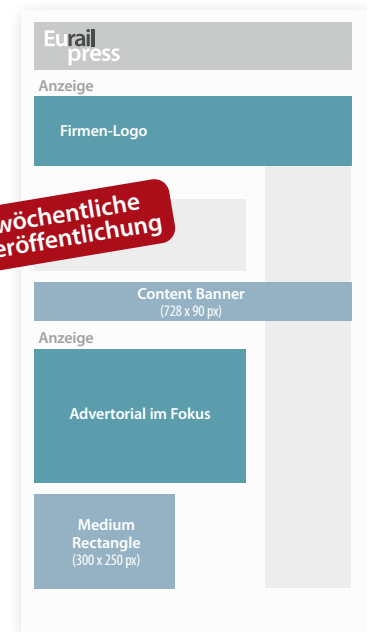 Eurail
press
Anzeige
Firmen-Logo
wöchentliche
eröffentlichung
Content Banner
(728 x 90 px)
Anzeige
Advertorial im Fokus
Medium
Rectangle
(300 x 250 px)